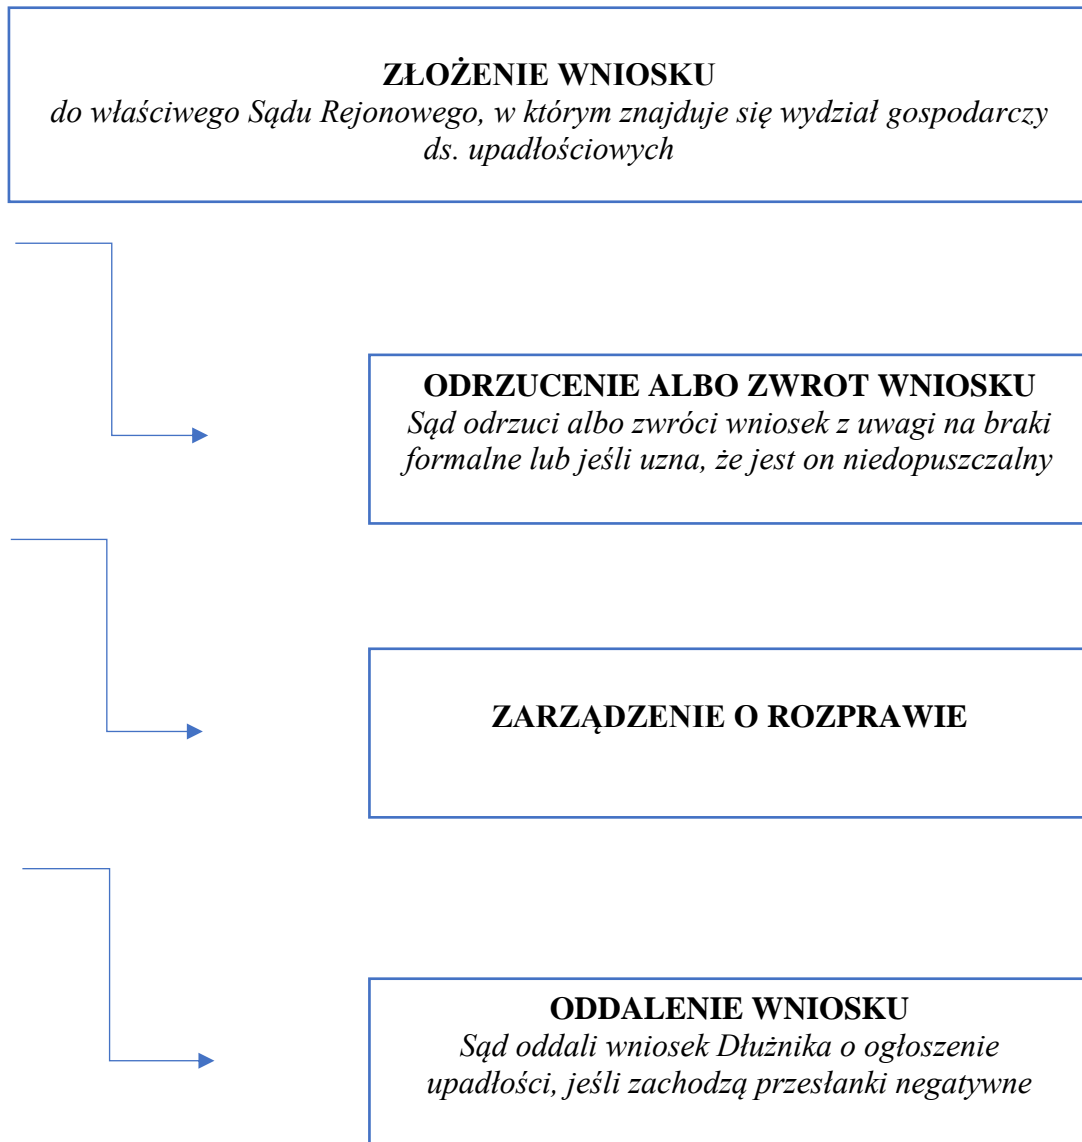 ZŁOŻENIE WNIOSKU
do właściwego Sądu Rejonowego, w którym znajduje się wydział gospodarczy
ds. upadłościowych
ODRZUCENIE ALBO ZWROT WNIOSKU
Sąd odrzuci albo zwróci wniosek z uwagi na braki
formalne lub jeśli uzna, że jest on niedopuszczalny
ZARZĄDZENIE O ROZPRAWIE
ODDALENIE WNIOSKU
Sąd oddali wniosek Dłużnika o ogłoszenie
upadłości, jeśli zachodzą przesłanki negatywne